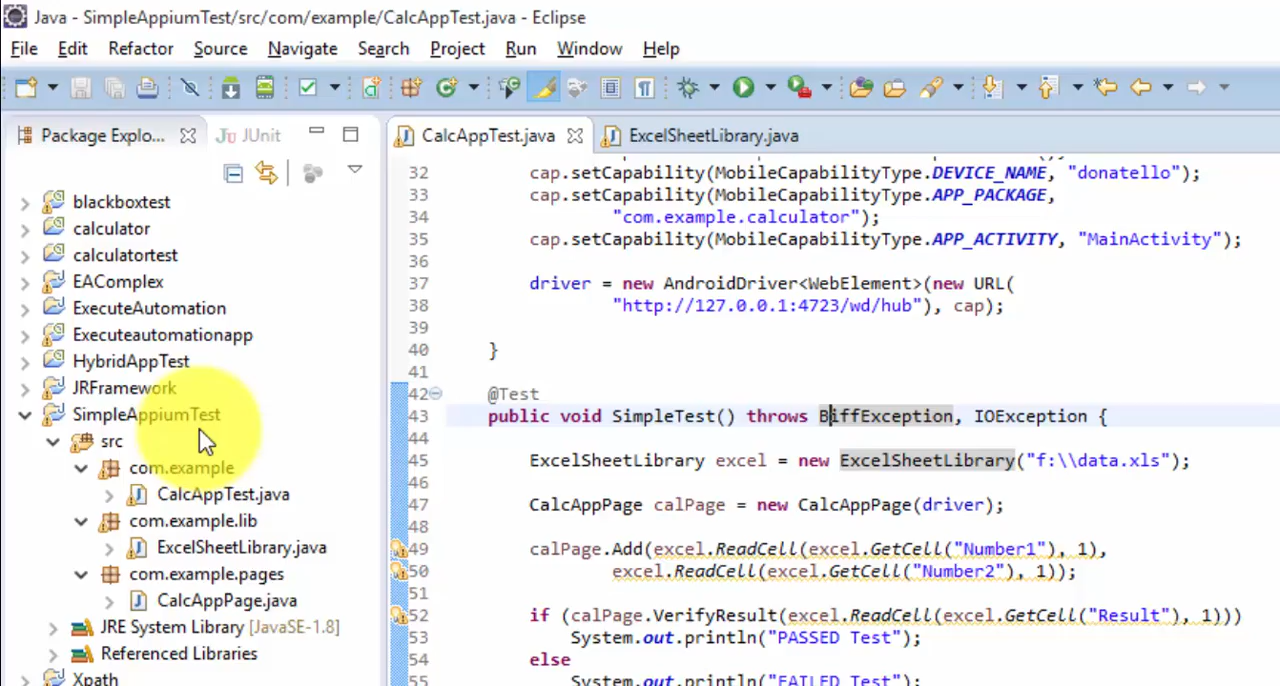 Java - SimpleAppiumTest/src/com/example/CalcAppTest.java - Eclipse
File Edit Refactor Source Navigate Search Project Run Window Help
Package Explo... JUnit
CalcAppTest.java ExcelSheetLibrary.java
blackboxtest
calculator
calculatortest
EAComplex
ExecuteAutomation
Executeautomationapp
HybridAppTest
JRFramework
SimpleAppiumTest
src
com.example
CalcAppTest.java
com.example.lib
ExcelSheetLibrary.java
com.example.pages
CalcAppPage.java
JRE System Library [JavaSE-1.8]
Referenced Libraries
Xpath
32 cap.setCapability(MobileCapabilityType.DEVICE_NAME, "donatello");
33 cap.setCapability(MobileCapabilityType.APP_PACKAGE,
34 "com.example.calculator");
35 cap.setCapability(MobileCapabilityType.APP_ACTIVITY, "MainActivity");
36
37 driver = new AndroidDriver<WebElement>(new URL(
38 "http://127.0.0.1:4723/wd/hub"), cap);
39
40 }
41
42 @Test
43 public void SimpleTest() throws BiffException, IOException {
44
45 ExcelSheetLibrary excel = new ExcelSheetLibrary("f:\\data.xls");
46
47 CalcAppPage calPage = new CalcAppPage(driver);
48
49 calPage.Add(excel.ReadCell(excel.GetCell("Number1"), 1),
50 excel.ReadCell(excel.GetCell("Number2"), 1));
51
52 if (calPage.VerifyResult(excel.ReadCell(excel.GetCell("Result"), 1)))
53 System.out.println("PASSED Test");
54 else
55 System.out.println("FAILED Test");